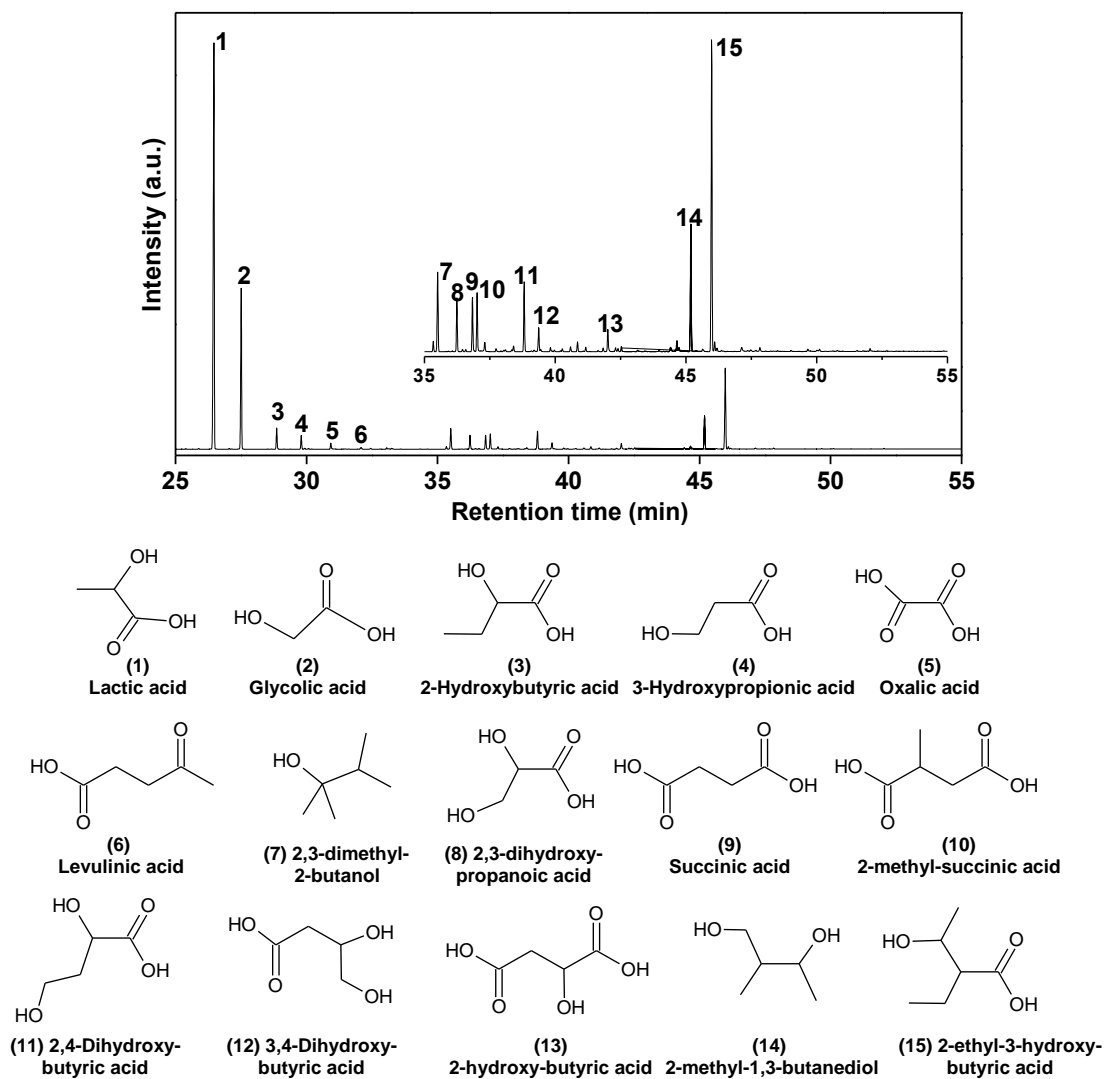 Intensity (a.u.)
1
2
3
4
5
6
7
8
9
10
11
12
13
14
15
35 40 45 50 55
25 30 35 40 45 50 55
Retention time (min)
OH
OH
O
(1)
Lactic acid
O
HO
OH
(2)
Glycolic acid
HO O
OH
(3)
2-Hydroxybutyric acid
O
HO OH
(4)
3-Hydroxypropionic acid
HO O
O OH
(5)
Oxalic acid
O
HO
O
(6)
Levulinic acid
HO
(7) 2,3-dimethyl-
2-butanol
HO O
HO OH
(8) 2,3-dihydroxy-
propanoic acid
O
HO OH
O
(9)
Succinic acid
O
HO OH
O
(10)
2-methyl-succinic acid
HO O
OH
HO
(11) 2,4-Dihydroxy-
butyric acid
HO OH
O
OH
(12) 3,4-Dihydroxy-
butyric acid
O
HO OH
O OH
(13)
2-hydroxy-butyric acid
HO OH
(14)
2-methyl-1,3-butanediol
HO O
OH
(15) 2-ethyl-3-hydroxy-
butyric acid